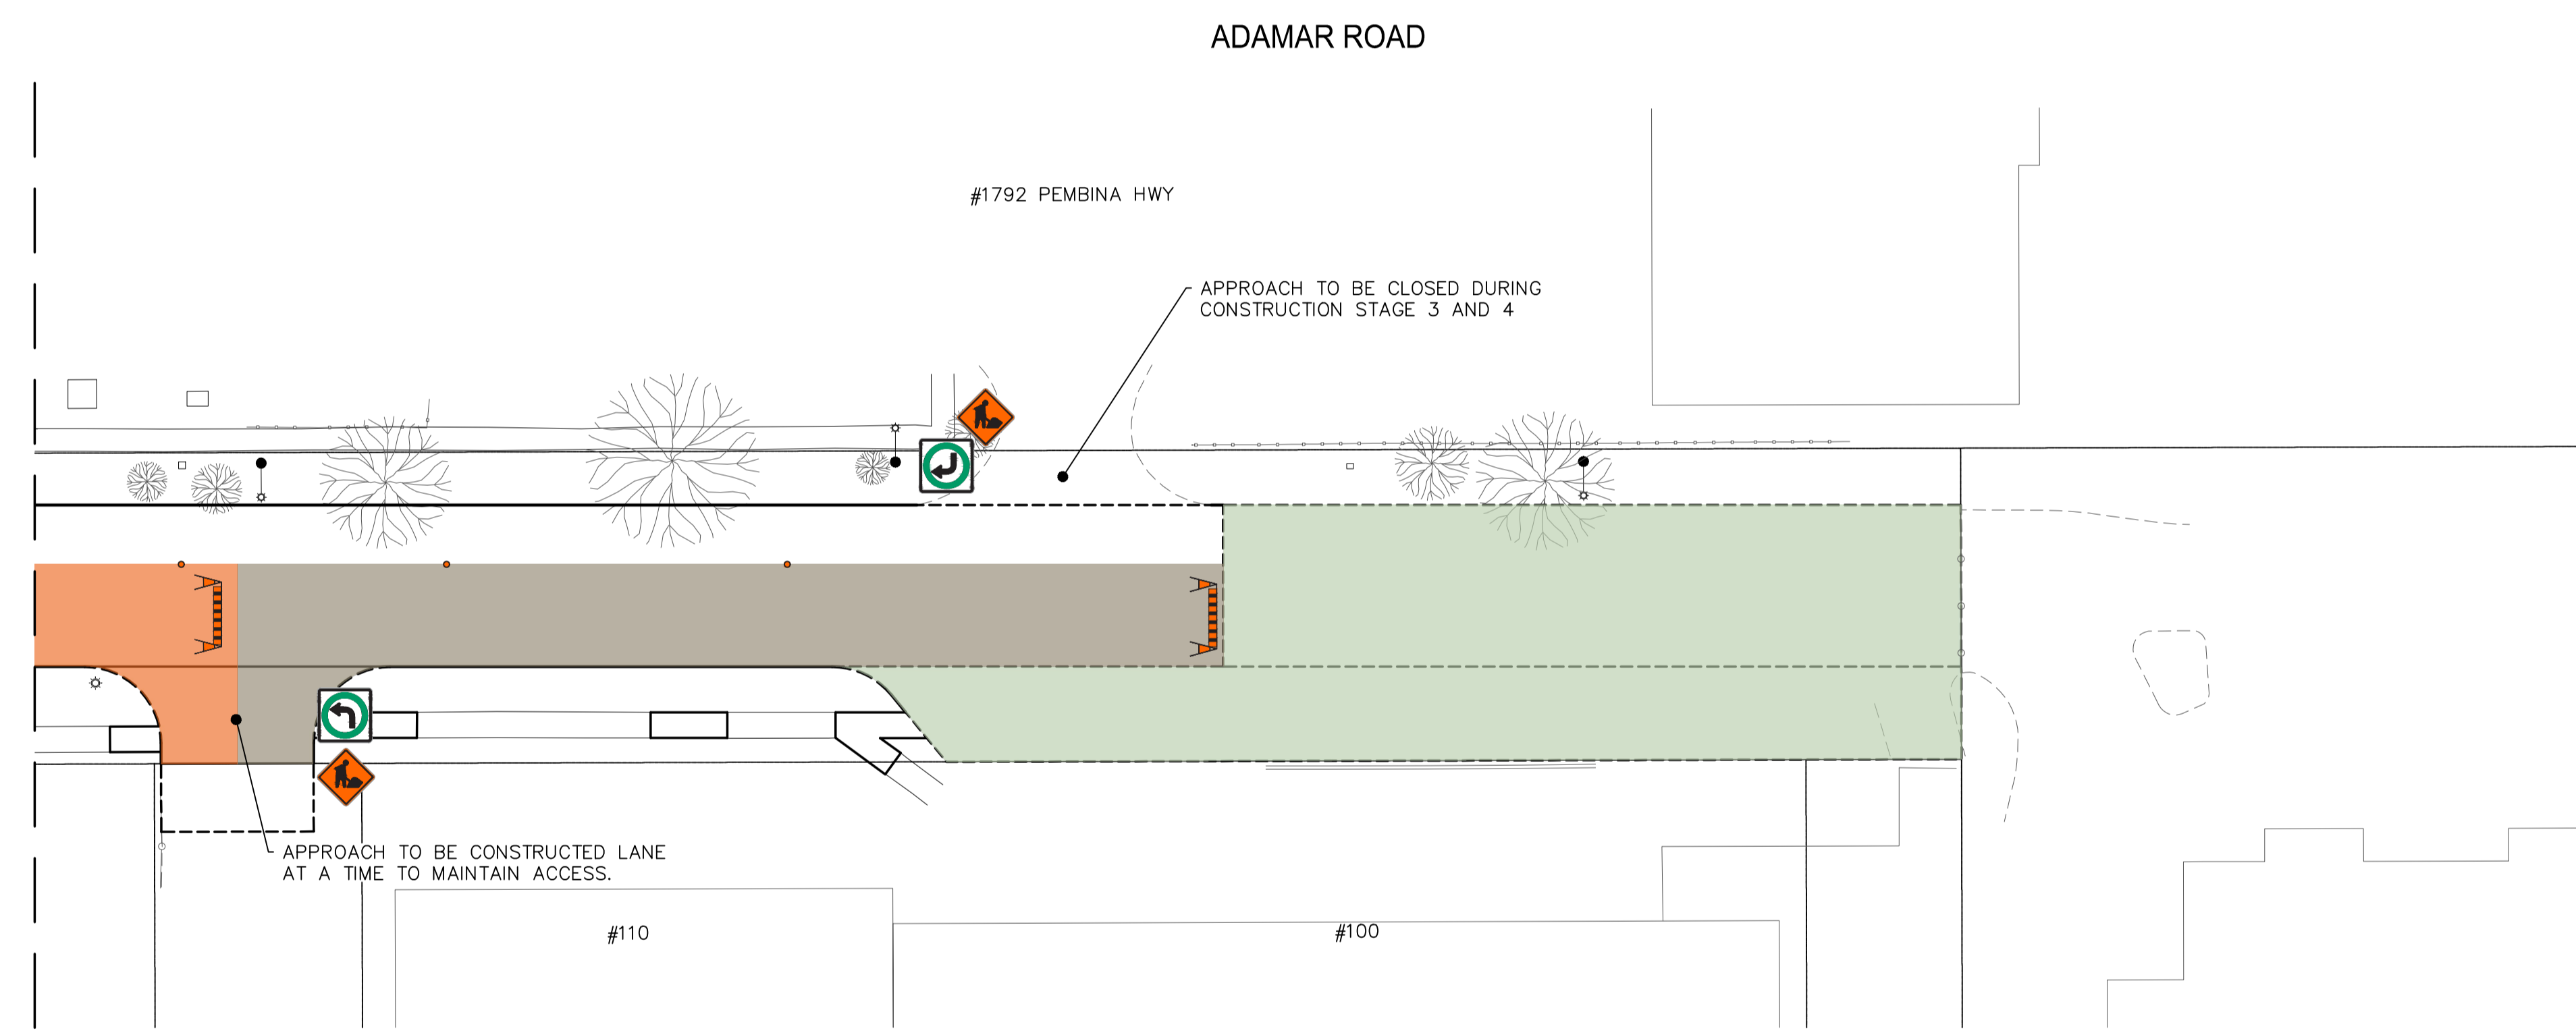 ADAMAR ROAD
#1792 PEMBINA HWY
APPROACH TO BE CLOSED DURING
CONSTRUCTION STAGE 3 AND 4
APPROACH TO BE CONSTRUCTED LANE
AT A TIME TO MAINTAIN ACCESS.
#110
#100